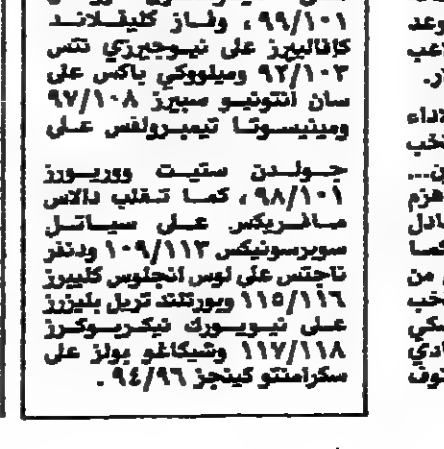 ٩٩/١٠١ ، وفاز كليفلاند
كافالييرز على نيوجيرزي نتس
٩٢/١٠٣ وميلووكي باكس على
سان أنتونيو سبيرز ٩٧/١٠٨
ومينيسوتا تيمبرولفس على
جولدن ستيت ووريورز
٩٨/١٠١ ، كما تغلب دالاس
مافريكس على سياتل
سوبرسونيكس ١٠٩/١١٣ ودنفر
ناجتس على لوس انجلوس كليبرز
١١٥/١١٦ وبورتلند تريل بليزرز
على نيويورك نيكربوكرز
١١٧/١١٨ وشيكاغو بولز على
سكرامنتو كينجز ٩٤/٩٦ .